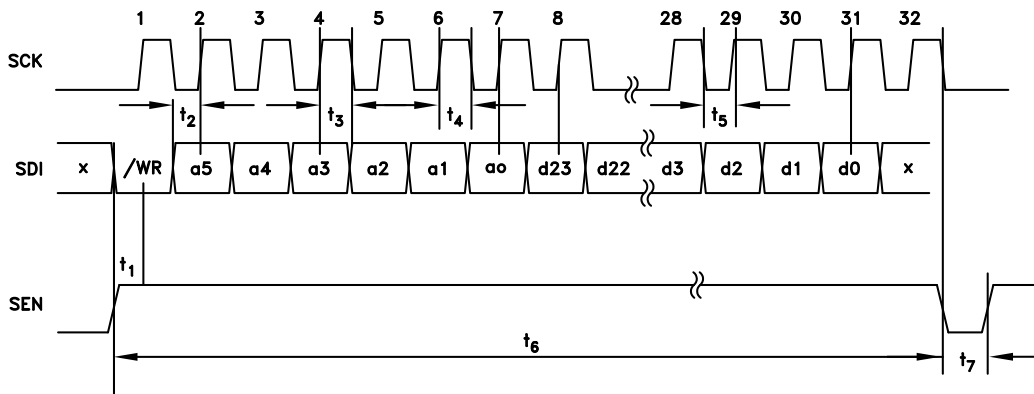 1 2 3 4 5 6 7 8 28 29 30 31 32
SCK
t2 t3 t4 t5
SDI x /WR a5 a4 a3 a2 a1 ao d23 d22 d3 d2 d1 d0 x
t1
SEN
t6
t7